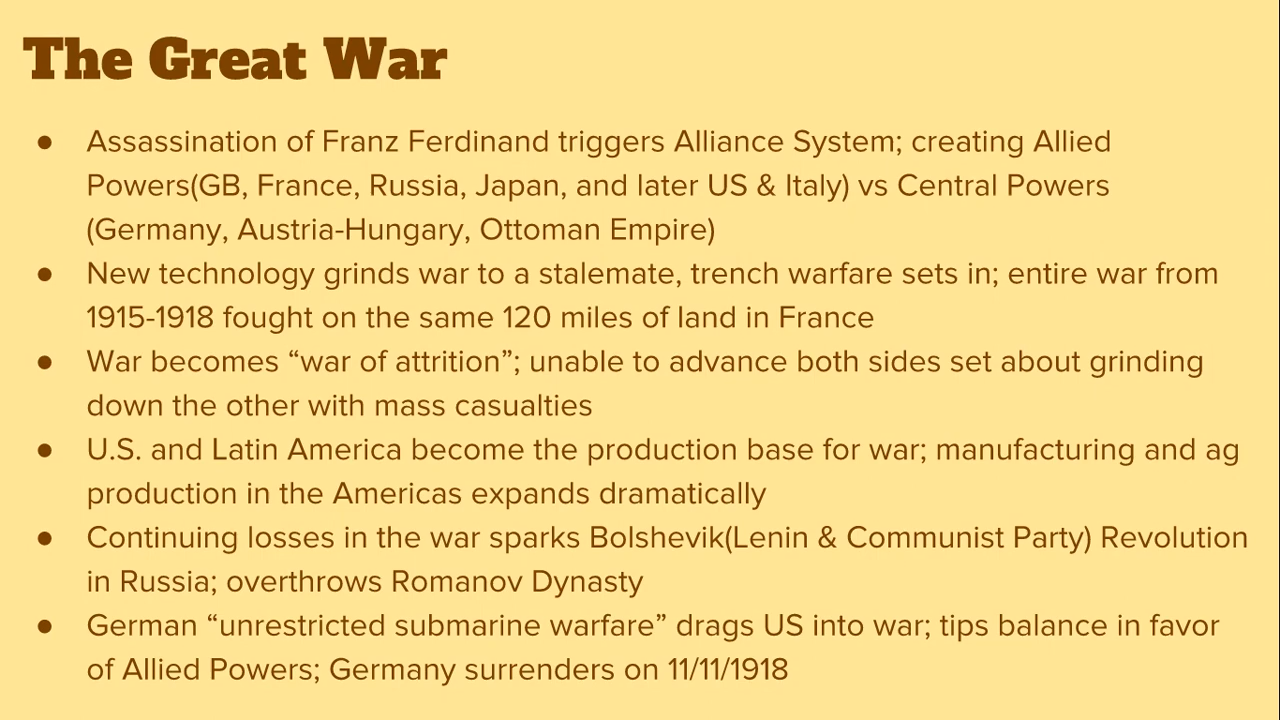 The Great War
● Assassination of Franz Ferdinand triggers Alliance System; creating Allied
Powers(GB, France, Russia, Japan, and later US & Italy) vs Central Powers
(Germany, Austria-Hungary, Ottoman Empire)
● New technology grinds war to a stalemate, trench warfare sets in; entire war from
1915-1918 fought on the same 120 miles of land in France
● War becomes “war of attrition”; unable to advance both sides set about grinding
down the other with mass casualties
● U.S. and Latin America become the production base for war; manufacturing and ag
production in the Americas expands dramatically
● Continuing losses in the war sparks Bolshevik(Lenin & Communist Party) Revolution
in Russia; overthrows Romanov Dynasty
● German “unrestricted submarine warfare” drags US into war; tips balance in favor
of Allied Powers; Germany surrenders on 11/11/1918